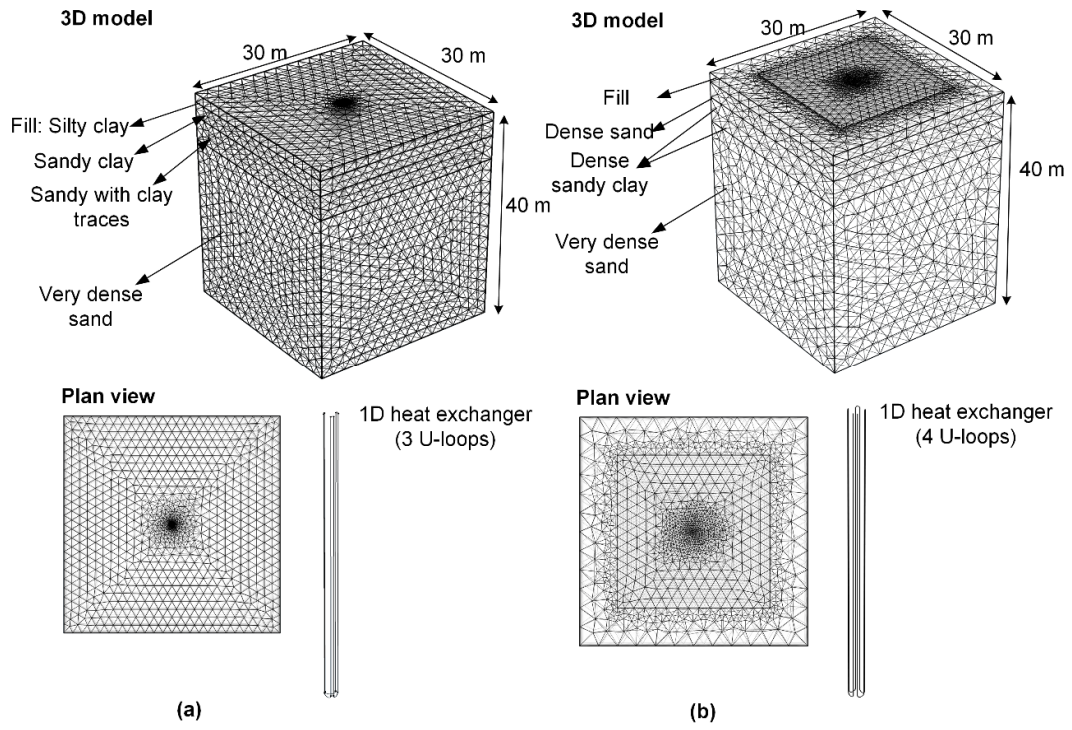 3D model
30 m
30 m
Fill: Silty clay
Sandy clay
Sandy with clay
traces
40 m
Very dense
sand
Plan view
1D heat exchanger
(3 U-loops)
(a)
3D model
30 m
30 m
Fill
Dense sand
Dense
sandy clay
40 m
Very dense
sand
Plan view
1D heat exchanger
(4 U-loops)
(b)